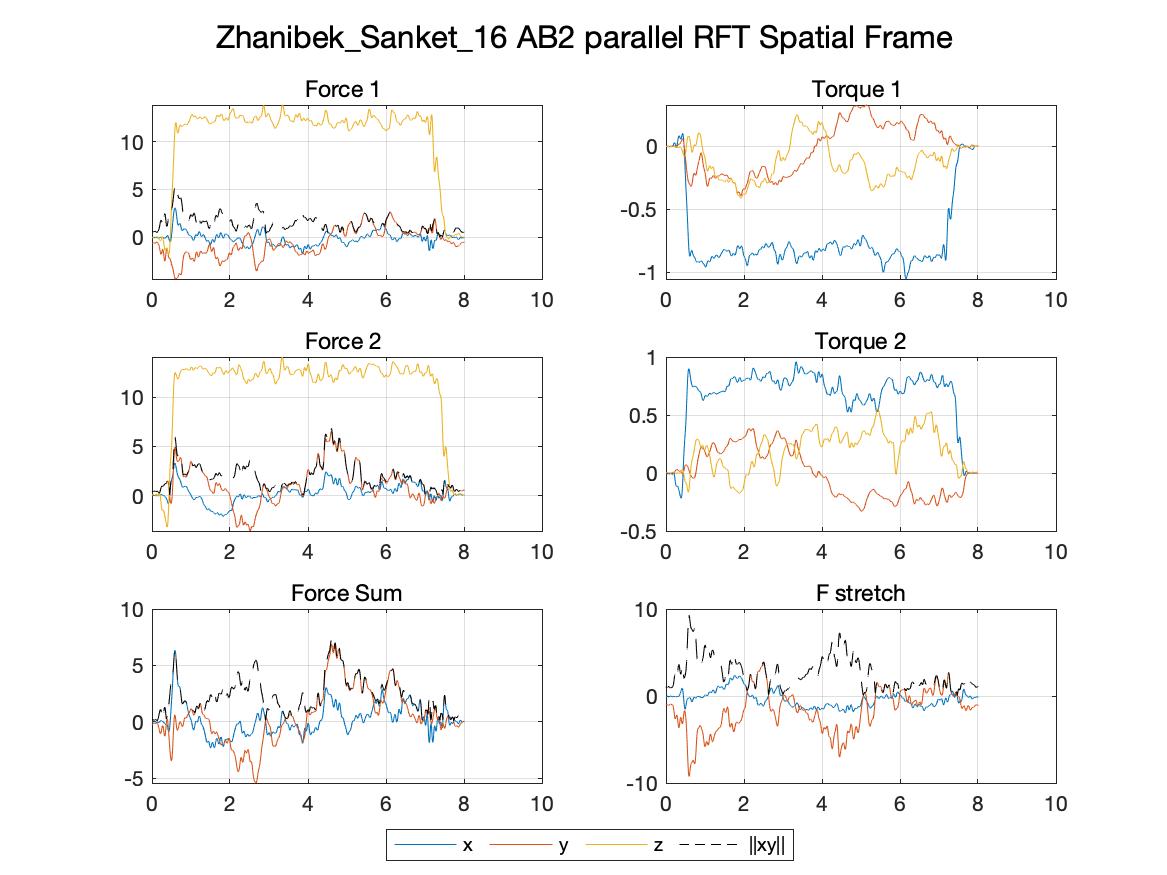 Zhanibek_Sanket_16 AB2 parallel RFT Spatial Frame
Force 1
10
5
0
0 2 4 6 8 10
Torque 1
0
-0.5
-1
0 2 4 6 8 10
Force 2
10
5
0
0 2 4 6 8 10
Torque 2
1
0.5
0
-0.5
0 2 4 6 8 10
Force Sum
10
5
0
-5
0 2 4 6 8 10
F stretch
10
0
-10
0 2 4 6 8 10
x y z ||xy||